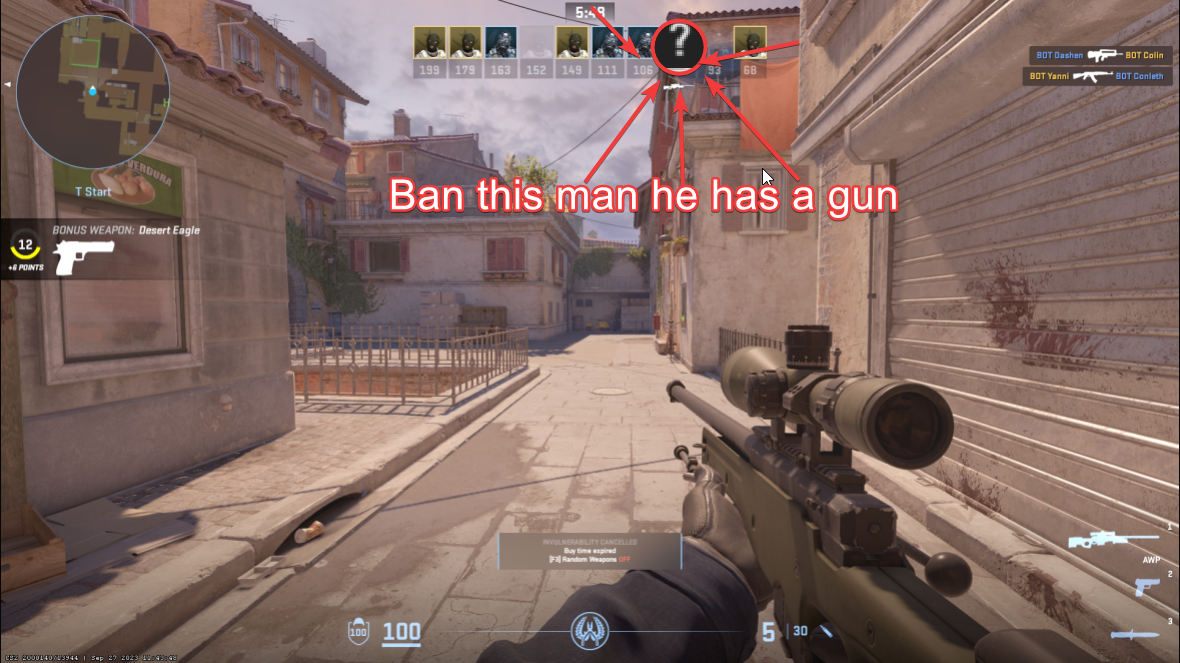 5:49
?
199 179 163 152 149 111 106 93 68
BOT Dashen BOT Colin
BOT Yanni BOT Conleth
VERDURA
T Start
H
Ban this man he has a gun
BONUS WEAPON: Desert Eagle
12
+6 POINTS
INVULNERABILITY CANCELLED
Buy time expired
[F3] Random Weapons OFF
1
AWP
2
3
100 100
5 30